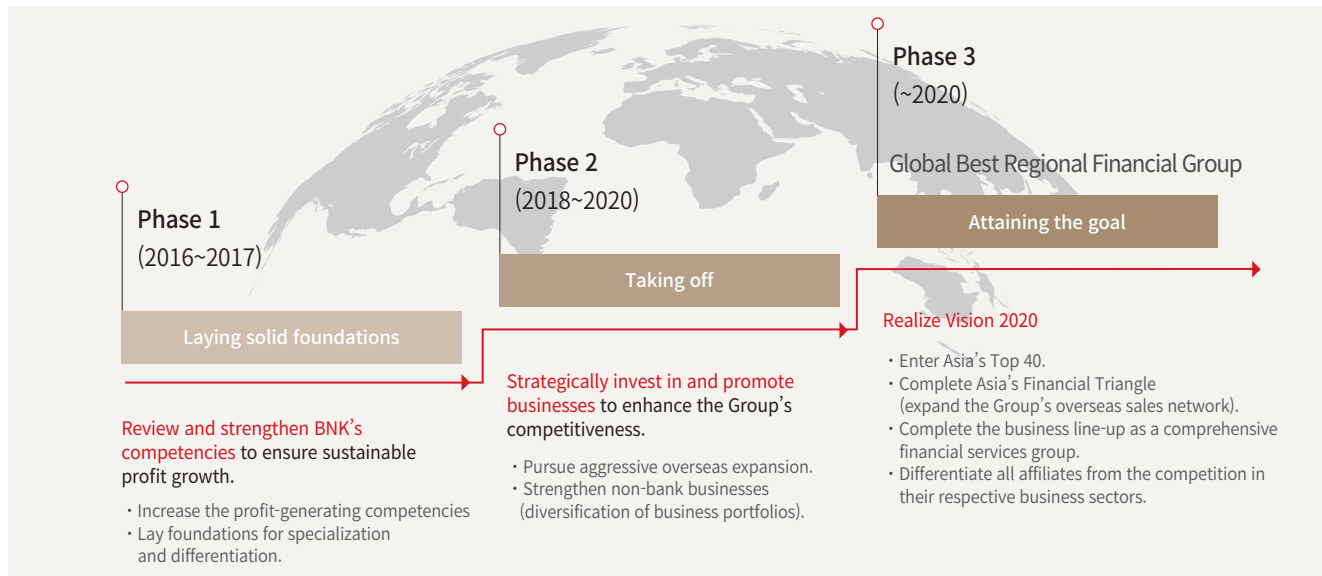 Phase 1
(2016~2017)
Laying solid foundations
Review and strengthen BNK's
competencies to ensure sustainable
profit growth.
· Increase the profit-generating competencies
· Lay foundations for specialization
and differentiation.
Phase 2
(2018~2020)
Taking off
Strategically invest in and promote
businesses to enhance the Group's
competitiveness.
· Pursue aggressive overseas expansion.
· Strengthen non-bank businesses
(diversification of business portfolios).
Phase 3
(~2020)
Global Best Regional Financial Group
Attaining the goal
Realize Vision 2020
· Enter Asia's Top 40.
· Complete Asia's Financial Triangle
(expand the Group's overseas sales network).
· Complete the business line-up as a comprehensive
financial services group.
· Differentiate all affiliates from the competition in
their respective business sectors.